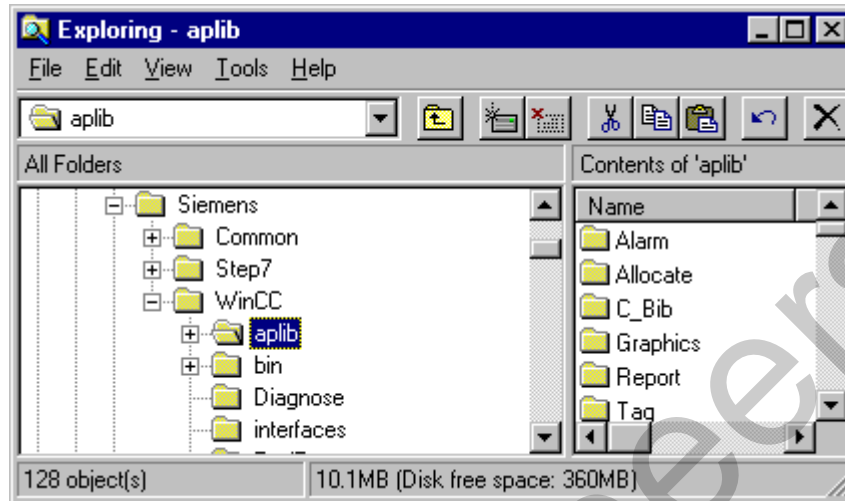 Exploring - aplib
File Edit View Tools Help
aplib
All Folders
Contents of 'aplib'
Siemens
Common
Step7
WinCC
aplib
bin
Diagnose
interfaces
Name
Alarm
Allocate
C_Bib
Graphics
Report
Tag
128 object(s)
10.1MB (Disk free space: 360MB)